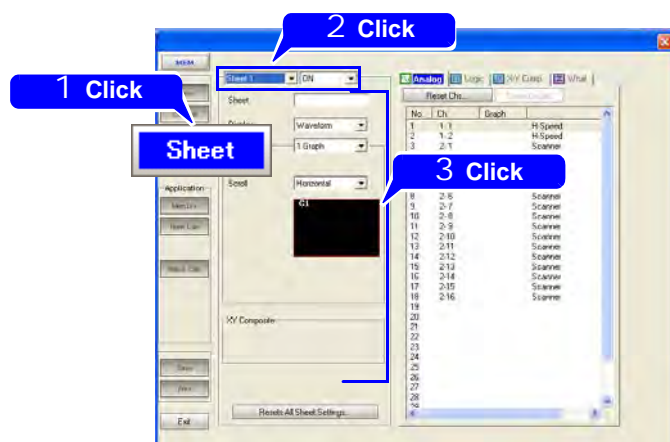 2 Click
MEM
1 Click
Sheet 1 ON
Analog Logic X-Y Comp.
Reset Chs...
Sheet
Sheet
No. Ch. Graph
Waveform
1 1-1 H-Speed
2 1-2 H-Speed
3 2-1 Scanner
1 Graph
3 Click
Application
Scroll Horizontal
G1
8 2-6 Scanner
9 2-7 Scanner
10 2-8 Scanner
11 2-9 Scanner
12 2-10 Scanner
13 2-11 Scanner
14 2-12 Scanner
15 2-13 Scanner
16 2-14 Scanner
17 2-15 Scanner
18 2-16 Scanner
19
20
21
22
23
24
25
26
27
28
X-Y Composite
Save
Print
Resets All Sheet Settings...
Exit